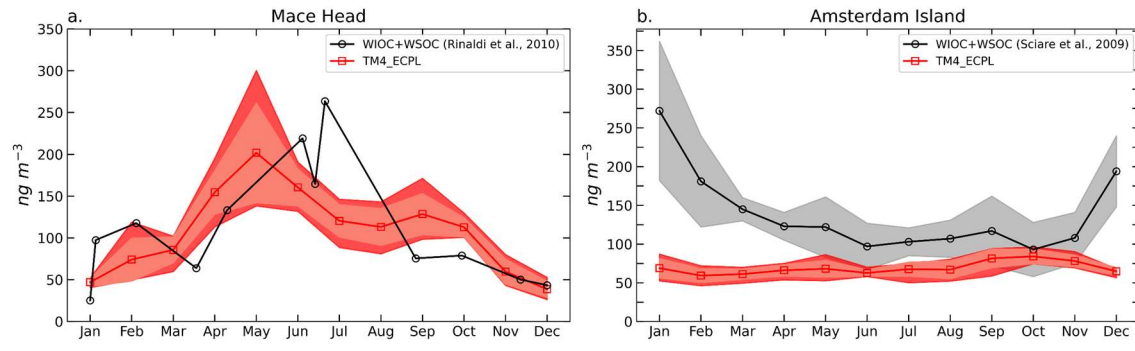 a.
Mace Head
WIOC+WSOC (Rinaldi et al., 2010)
TM4_ECPL
ng m⁻³
350
300
250
200
150
100
50
0
Jan Feb Mar Apr May Jun Jul Aug Sep Oct Nov Dec
b.
Amsterdam Island
WIOC+WSOC (Sciare et al., 2009)
TM4_ECPL
ng m⁻³
350
300
250
200
150
100
50
0
Jan Feb Mar Apr May Jun Jul Aug Sep Oct Nov Dec